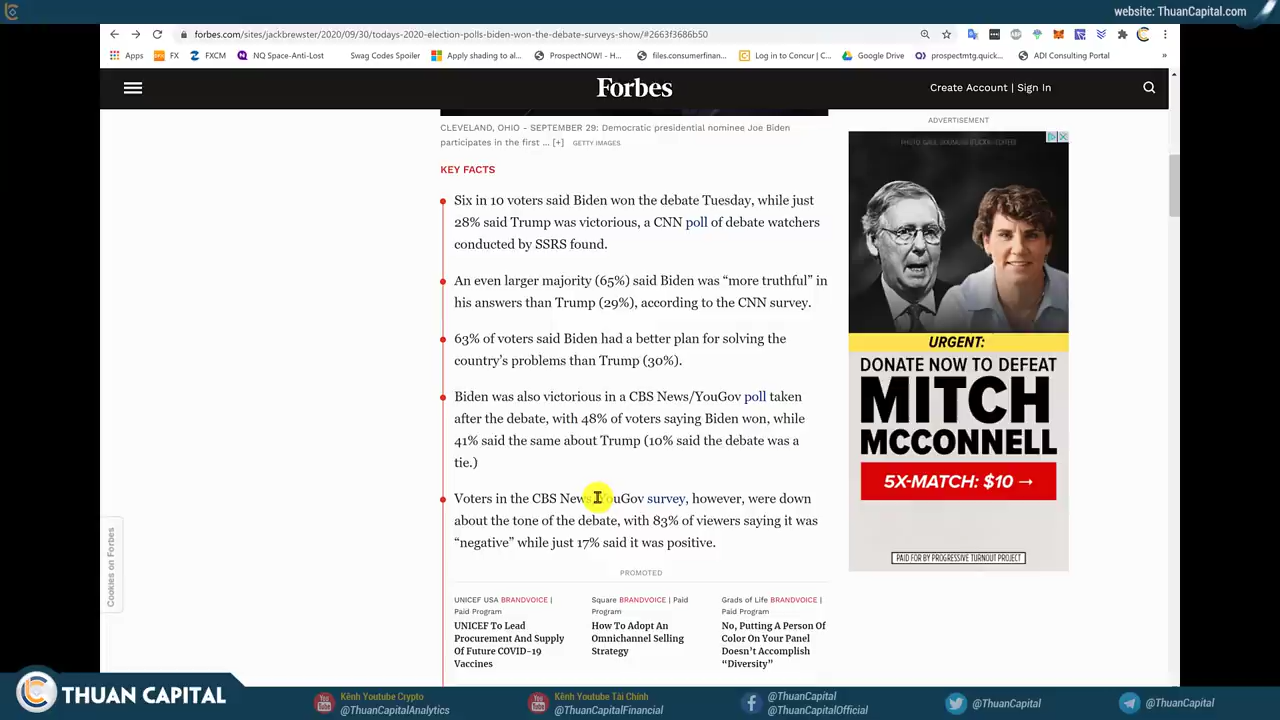 ThuanCapital.com
forbes.com/sites/jackbrewster/2020/09/30/todays-2020-election-polls-biden-won-the-debate-surveys-show/#2663f3686b50
Apps FX FXCM NQ Space-Anti-Lost Swag Codes Spoiler Apply shading to al... ProspectNOW! - H... files.consumerfinan... Log in to Concur | C... Google Drive prospectmtg.quick... ADI Consulting Portal »
Forbes
Create Account | Sign In
CLEVELAND, OHIO - SEPTEMBER 29: Democratic presidential nominee Joe Biden
participates in the first ... [+] GETTY IMAGES
KEY FACTS
Six in 10 voters said Biden won the debate Tuesday, while just
28% said Trump was victorious, a CNN poll of debate watchers
conducted by SSRS found.
An even larger majority (65%) said Biden was “more truthful” in
his answers than Trump (29%), according to the CNN survey.
63% of voters said Biden had a better plan for solving the
country’s problems than Trump (30%).
Biden was also victorious in a CBS News/YouGov poll taken
after the debate, with 48% of voters saying Biden won, while
41% said the same about Trump (10% said the debate was a
tie.)
Voters in the CBS News YouGov survey, however, were down
about the tone of the debate, with 83% of viewers saying it was
“negative” while just 17% said it was positive.
PROMOTED
UNICEF USA BRANDVOICE |
Paid Program
UNICEF To Lead
Procurement And Supply
Of Future COVID-19
Vaccines
Square BRANDVOICE | Paid
Program
How To Adopt An
Omnichannel Selling
Strategy
Grads of Life BRANDVOICE |
Paid Program
No, Putting A Person Of
Color On Your Panel
Doesn’t Accomplish
“Diversity”
ADVERTISEMENT
URGENT:
DONATE NOW TO DEFEAT
MITCH
MCCONNELL
5X-MATCH: $10 →
PAID FOR BY PROGRESSIVE TURNOUT PROJECT
Cookies on Forbes
THUAN CAPITAL
Kênh Youtube Crypto
@ThuanCapitalAnalytics
Kênh Youtube Tài Chính
@ThuanCapitalFinancial
@ThuanCapital
@ThuanCapitalOfficial
@ThuanCapital
@ThuanCapital